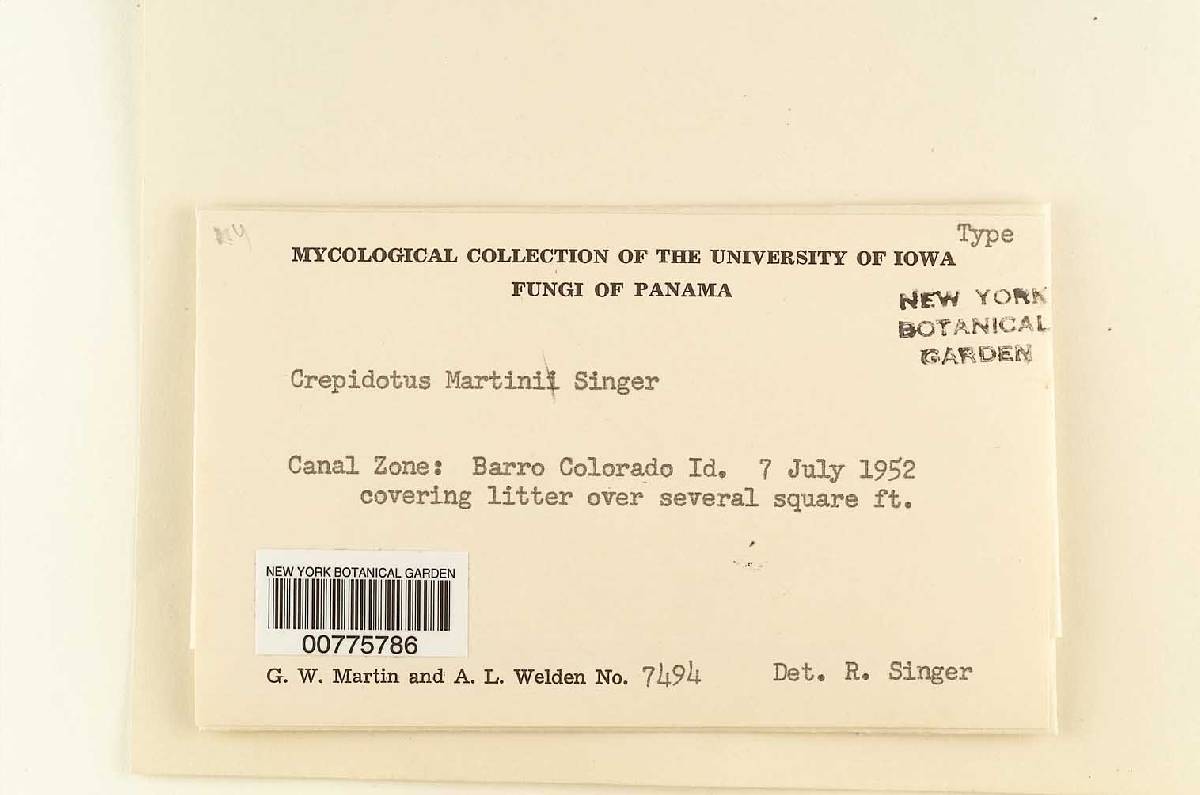 Type
MYCOLOGICAL COLLECTION OF THE UNIVERSITY OF IOWA
FUNGI OF PANAMA
NEW YORK
BOTANICAL
GARDEN
Crepidotus Martini Singer
Canal Zone: Barro Colorado Id. 7 July 1952
covering litter over several square ft.
NEW YORK BOTANICAL GARDEN
00775786
G. W. Martin and A. L. Welden No. 7494 Det. R. Singer